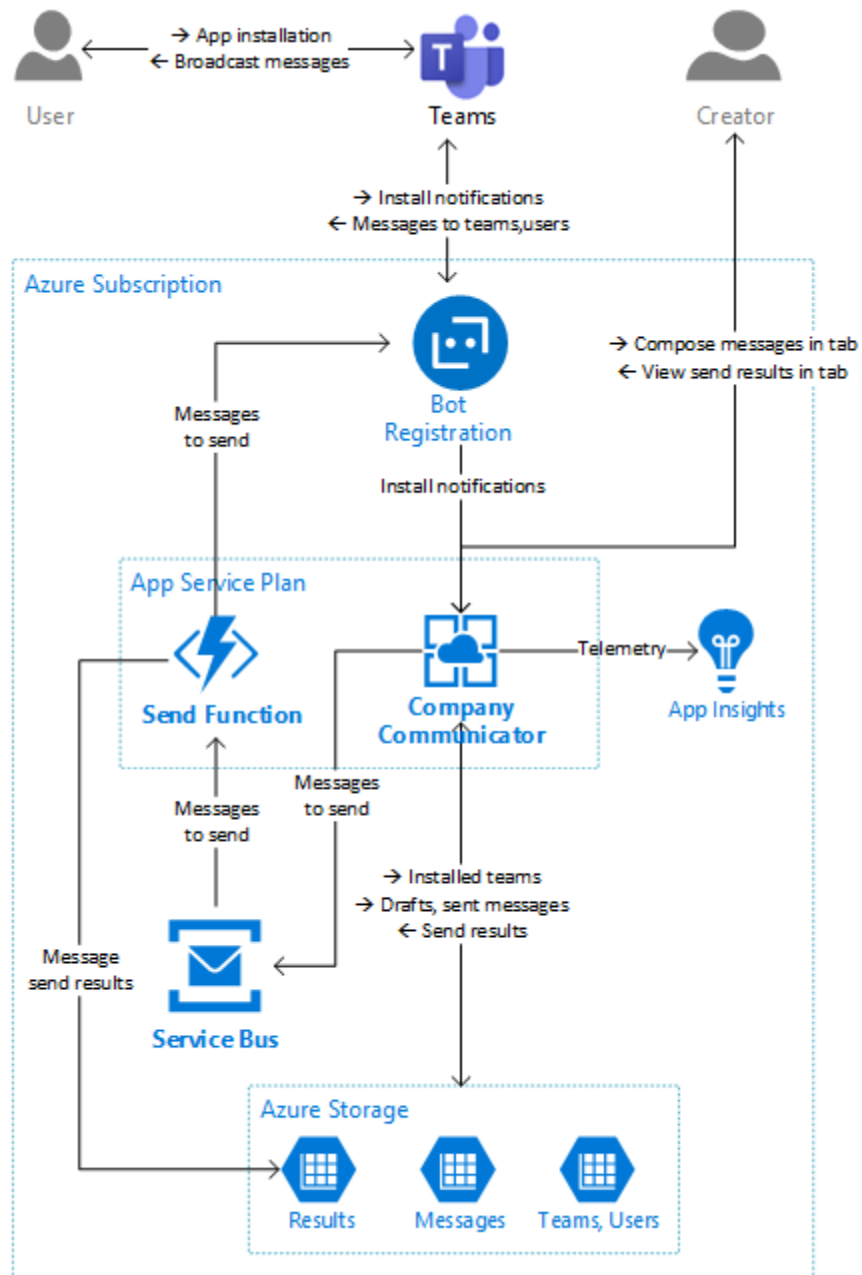 → App installation
← Broadcast messages
T
User
Teams
Creator
→ Install notifications
← Messages to teams,users
Azure Subscription
→ Compose messages in tab
← View send results in tab
Messages
to send
Bot
Registration
Install notifications
App Service Plan
Send Function
Company
Communicator
Telemetry
App Insights
Messages
to send
Messages
to send
→ Installed teams
→ Drafts, sent messages
← Send results
Message
send results
Service Bus
Azure Storage
Results
Messages
Teams, Users